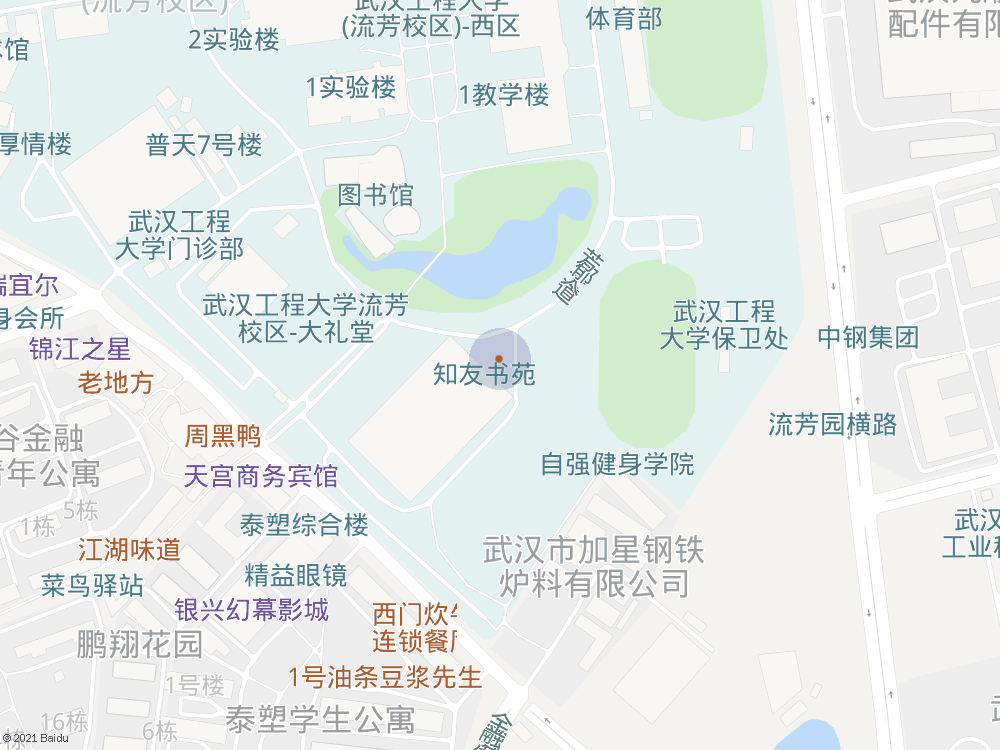 (流芳校区)
武汉工程大学
(流芳校区)-西区
体育部
配件有限
2实验楼
馆
1实验楼
1教学楼
厚情楼
普天7号楼
图书馆
武汉工程
大学门诊部
芳邻道
瑞宜尔
身会所
武汉工程大学流芳
校区-大礼堂
武汉工程
大学保卫处
中钢集团
锦江之星
老地方
知友书苑
流芳园横路
周黑鸭
谷金融
青年公寓
天宫商务宾馆
自强健身学院
5栋
1栋
泰塑综合楼
武汉
工业科
江湖味道
武汉市加星钢铁
炉料有限公司
菜鸟驿站
精益眼镜
银兴幻幕影城
西门炊牛
连锁餐厅
鹏翔花园
1号油条豆浆先生
1号楼
16栋
6栋
泰塑学生公寓
武
© 2021 Baidu